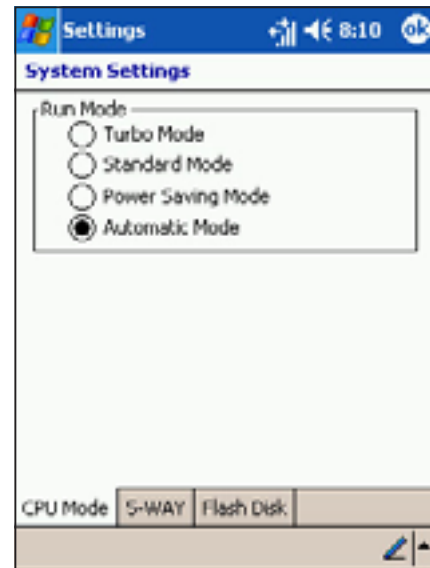 Settings 8:10 ok
System Settings
Run Mode
Turbo Mode
Standard Mode
Power Saving Mode
Automatic Mode
CPU Mode 5-WAY Flash Disk